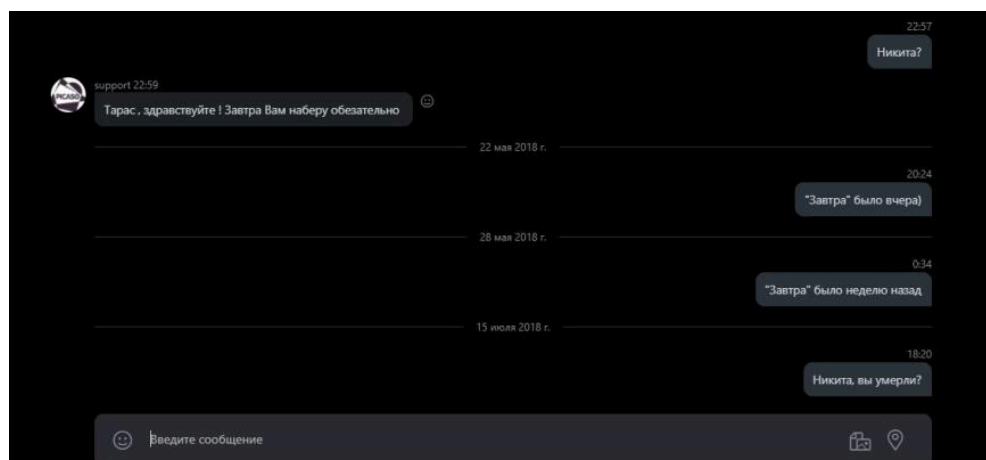 22:57
Никита?
PICASO
support 22:59
Тарас , здравствуйте ! Завтра Вам наберу обезательно
22 мая 2018 г.
20:24
"Завтра" было вчера)
28 мая 2018 г.
0:34
"Завтра" было неделю назад
15 июля 2018 г.
18:20
Никита, вы умерли?
Введите сообщение